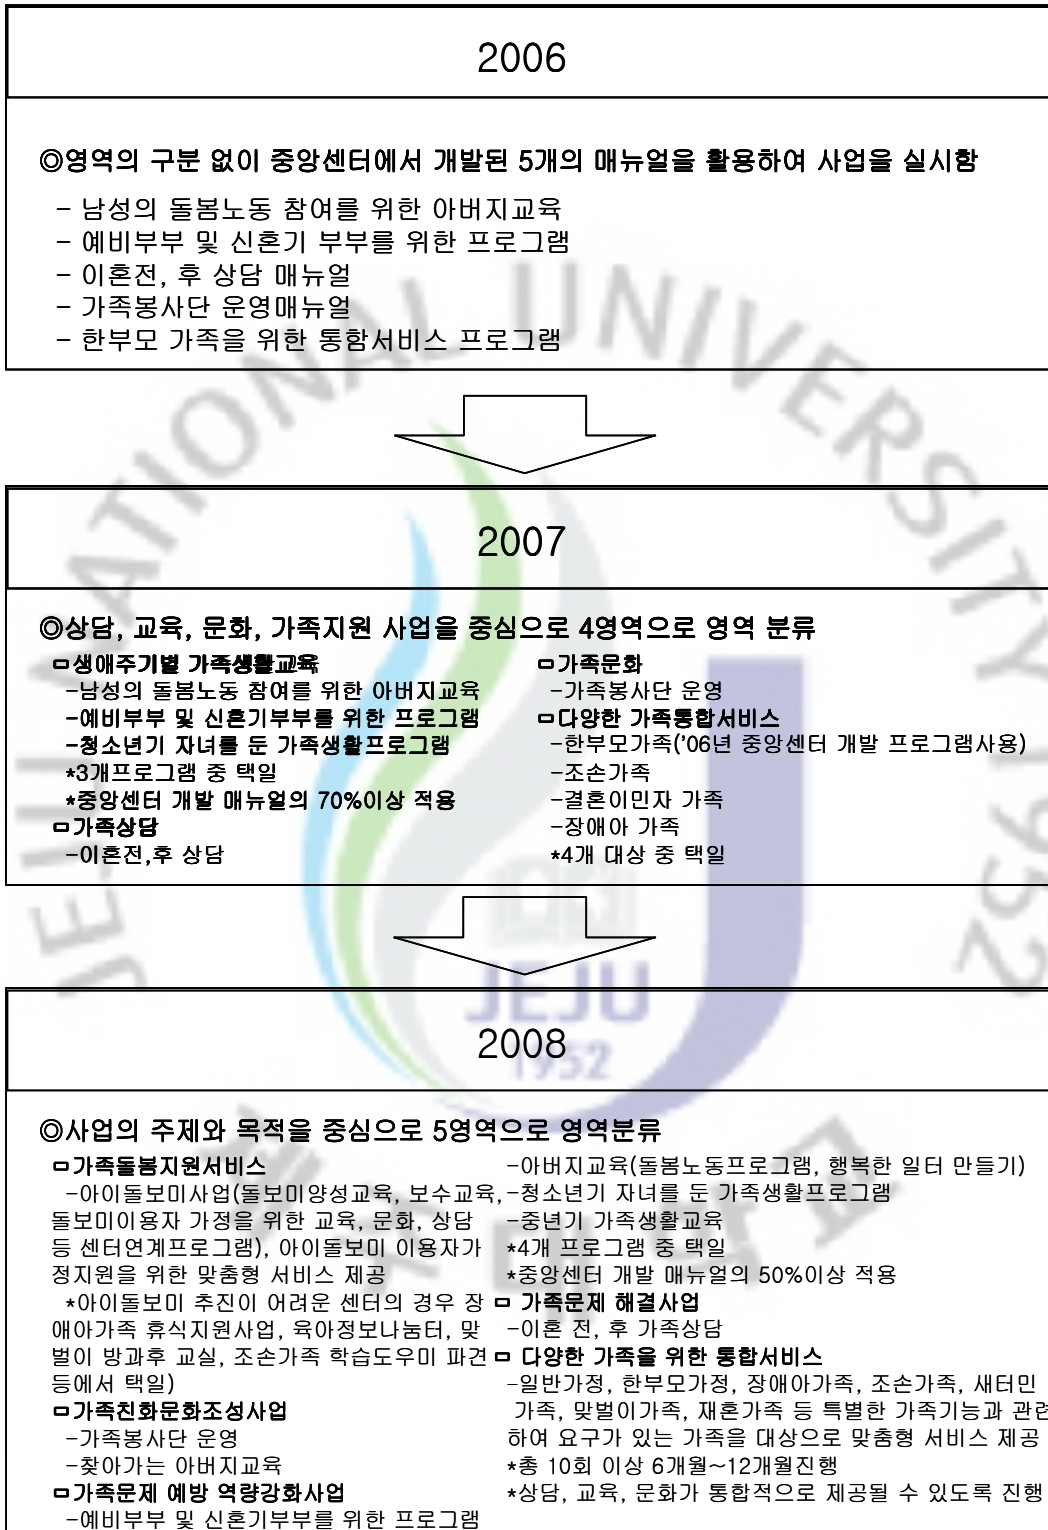 2006
◎영역의 구분 없이 중앙센터에서 개발된 5개의 매뉴얼을 활용하여 사업을 실시함
- 남성의 돌봄노동 참여를 위한 아버지교육
- 예비부부 및 신혼기 부부를 위한 프로그램
- 이혼전, 후 상담 매뉴얼
- 가족봉사단 운영매뉴얼
- 한부모 가족을 위한 통합서비스 프로그램
2007
◎상담, 교육, 문화, 가족지원 사업을 중심으로 4영역으로 영역 분류
ㅁ생애주기별 가족생활교육
-남성의 돌봄노동 참여를 위한 아버지교육
-예비부부 및 신혼기부부를 위한 프로그램
-청소년기 자녀를 둔 가족생활프로그램
*3개프로그램 중 택일
*중앙센터 개발 매뉴얼의 70%이상 적용
ㅁ가족상담
-이혼전,후 상담
ㅁ가족문화
-가족봉사단 운영
ㅁ다양한 가족통합서비스
-한부모가족('06년 중앙센터 개발 프로그램사용)
-조손가족
-결혼이민자 가족
-장애아 가족
*4개 대상 중 택일
2008
◎사업의 주제와 목적을 중심으로 5영역으로 영역분류
ㅁ가족돌봄지원서비스
-아이돌보미사업(돌보미양성교육, 보수교육,
돌보미이용자 가정을 위한 교육, 문화, 상담
등 센터연계프로그램), 아이돌보미 이용자가
정지원을 위한 맞춤형 서비스 제공
*아이돌보미 추진이 어려운 센터의 경우 장
애아가족 휴식지원사업, 육아정보나눔터, 맞
벌이 방과후 교실, 조손가족 학습도우미 파견
등에서 택일)
ㅁ가족친화문화조성사업
-가족봉사단 운영
-찾아가는 아버지교육
ㅁ가족문제 예방 역량강화사업
-예비부부 및 신혼기부부를 위한 프로그램
-아버지교육(돌봄노동프로그램, 행복한 일터 만들기)
-청소년기 자녀를 둔 가족생활프로그램
-중년기 가족생활교육
*4개 프로그램 중 택일
*중앙센터 개발 매뉴얼의 50%이상 적용
ㅁ 가족문제 해결사업
-이혼 전, 후 가족상담
ㅁ 다양한 가족을 위한 통합서비스
-일반가정, 한부모가정, 장애아가족, 조손가족, 새터민
가족, 맞벌이가족, 재혼가족 등 특별한 가족기능과 관련
하여 요구가 있는 가족을 대상으로 맞춤형 서비스 제공
*총 10회 이상 6개월~12개월진행
*상담, 교육, 문화가 통합적으로 제공될 수 있도록 진행
JEJU NATIONAL UNIVERSITY 1952
JEJU
1952
제주대학교